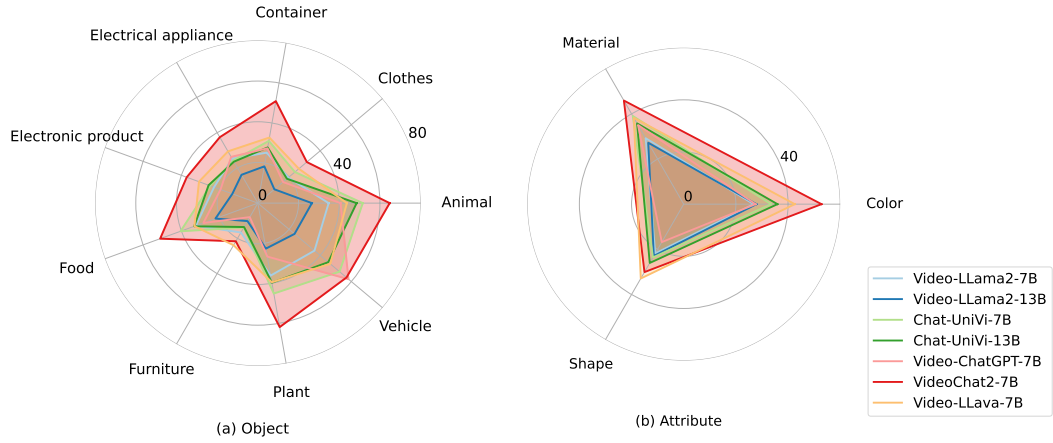 Container
Electrical appliance
Clothes
Electronic product
80
40
0
Animal
Food
Vehicle
Furniture
Plant
(a) Object
Material
40
0
Color
Shape
(b) Attribute
Video-LLama2-7B
Video-LLama2-13B
Chat-UniVi-7B
Chat-UniVi-13B
Video-ChatGPT-7B
VideoChat2-7B
Video-LLava-7B